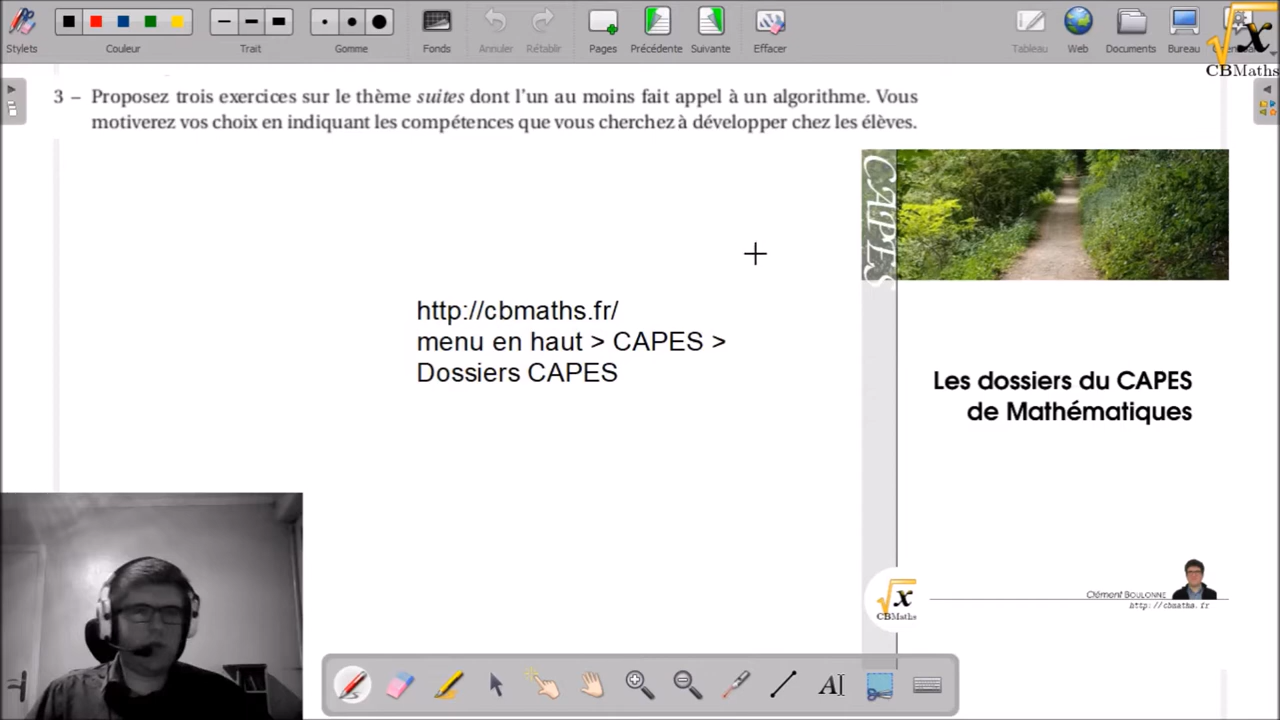 Stylets
Couleur
Trait
Gomme
Fonds
Annuler
Rétablir
Pages
Précédente
Suivante
Effacer
Tableau
Web
Documents
Bureau
x
CBMaths
3 – Proposez trois exercices sur le thème suites dont l'un au moins fait appel à un algorithme. Vous
motiverez vos choix en indiquant les compétences que vous cherchez à développer chez les élèves.
CAPES
http://cbmaths.fr/
menu en haut > CAPES >
Dossiers CAPES
Les dossiers du CAPES
de Mathématiques
Clément BOULONNE
http://cbmaths.fr
x
CBMaths
AI